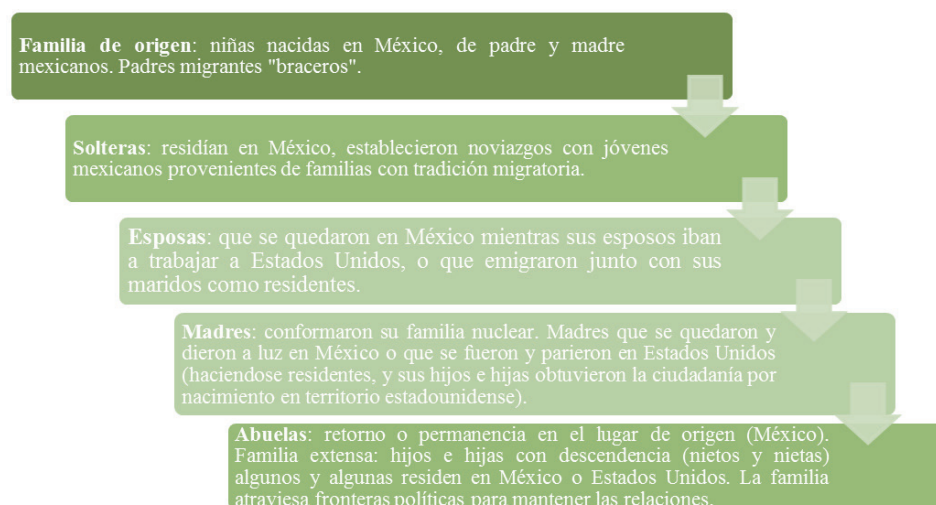 Familia de origen: niñas nacidas en México, de padre y madre
mexicanos. Padres migrantes "braceros".
Solteras: residían en México, establecieron noviazgos con jóvenes
mexicanos provenientes de familias con tradición migratoria.
Esposas: que se quedaron en México mientras sus esposos iban
a trabajar a Estados Unidos, o que emigraron junto con sus
maridos como residentes.
Madres: conformaron su familia nuclear. Madres que se quedaron y
dieron a luz en México o que se fueron y parieron en Estados Unidos
(haciendose residentes, y sus hijos e hijas obtuvieron la ciudadanía por
nacimiento en territorio estadounidense).
Abuelas: retorno o permanencia en el lugar de origen (México).
Familia extensa: hijos e hijas con descendencia (nietos y nietas)
algunos y algunas residen en México o Estados Unidos. La familia
atraviesa fronteras políticas para mantener las relaciones.